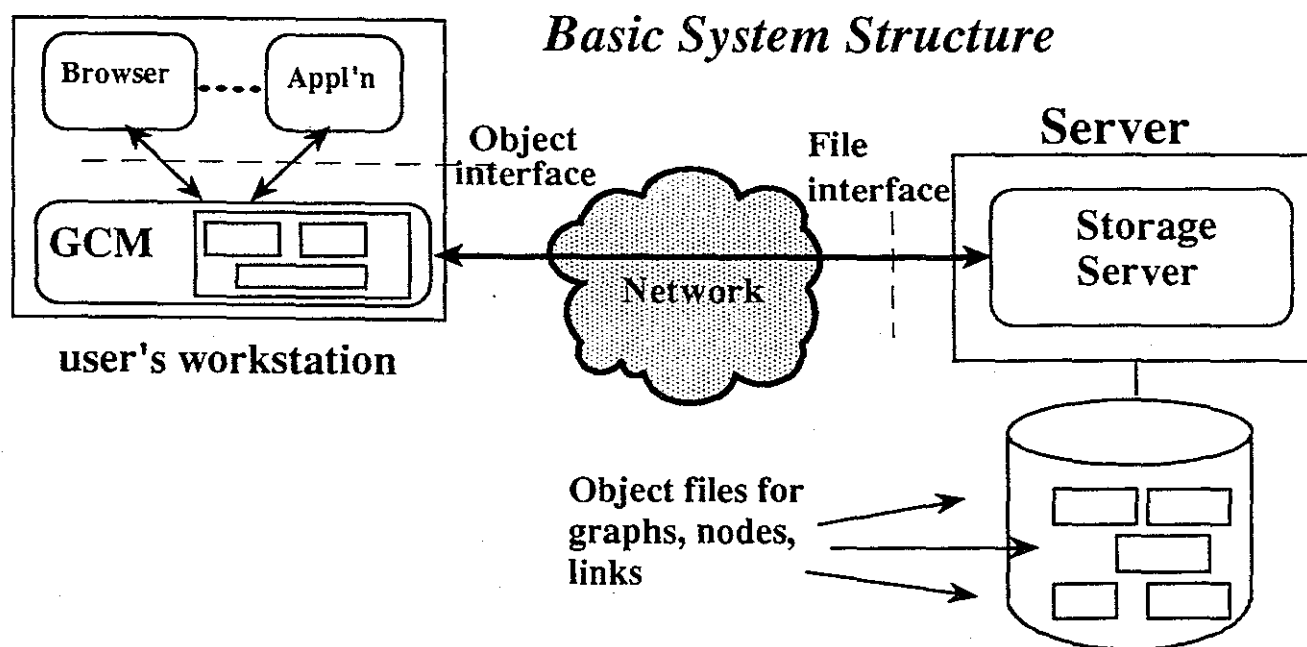 Basic System Structure
Browser
Appl'n
Object
interface
File
interface
Server
GCM
Network
Storage
Server
user's workstation
Object files for
graphs, nodes,
links